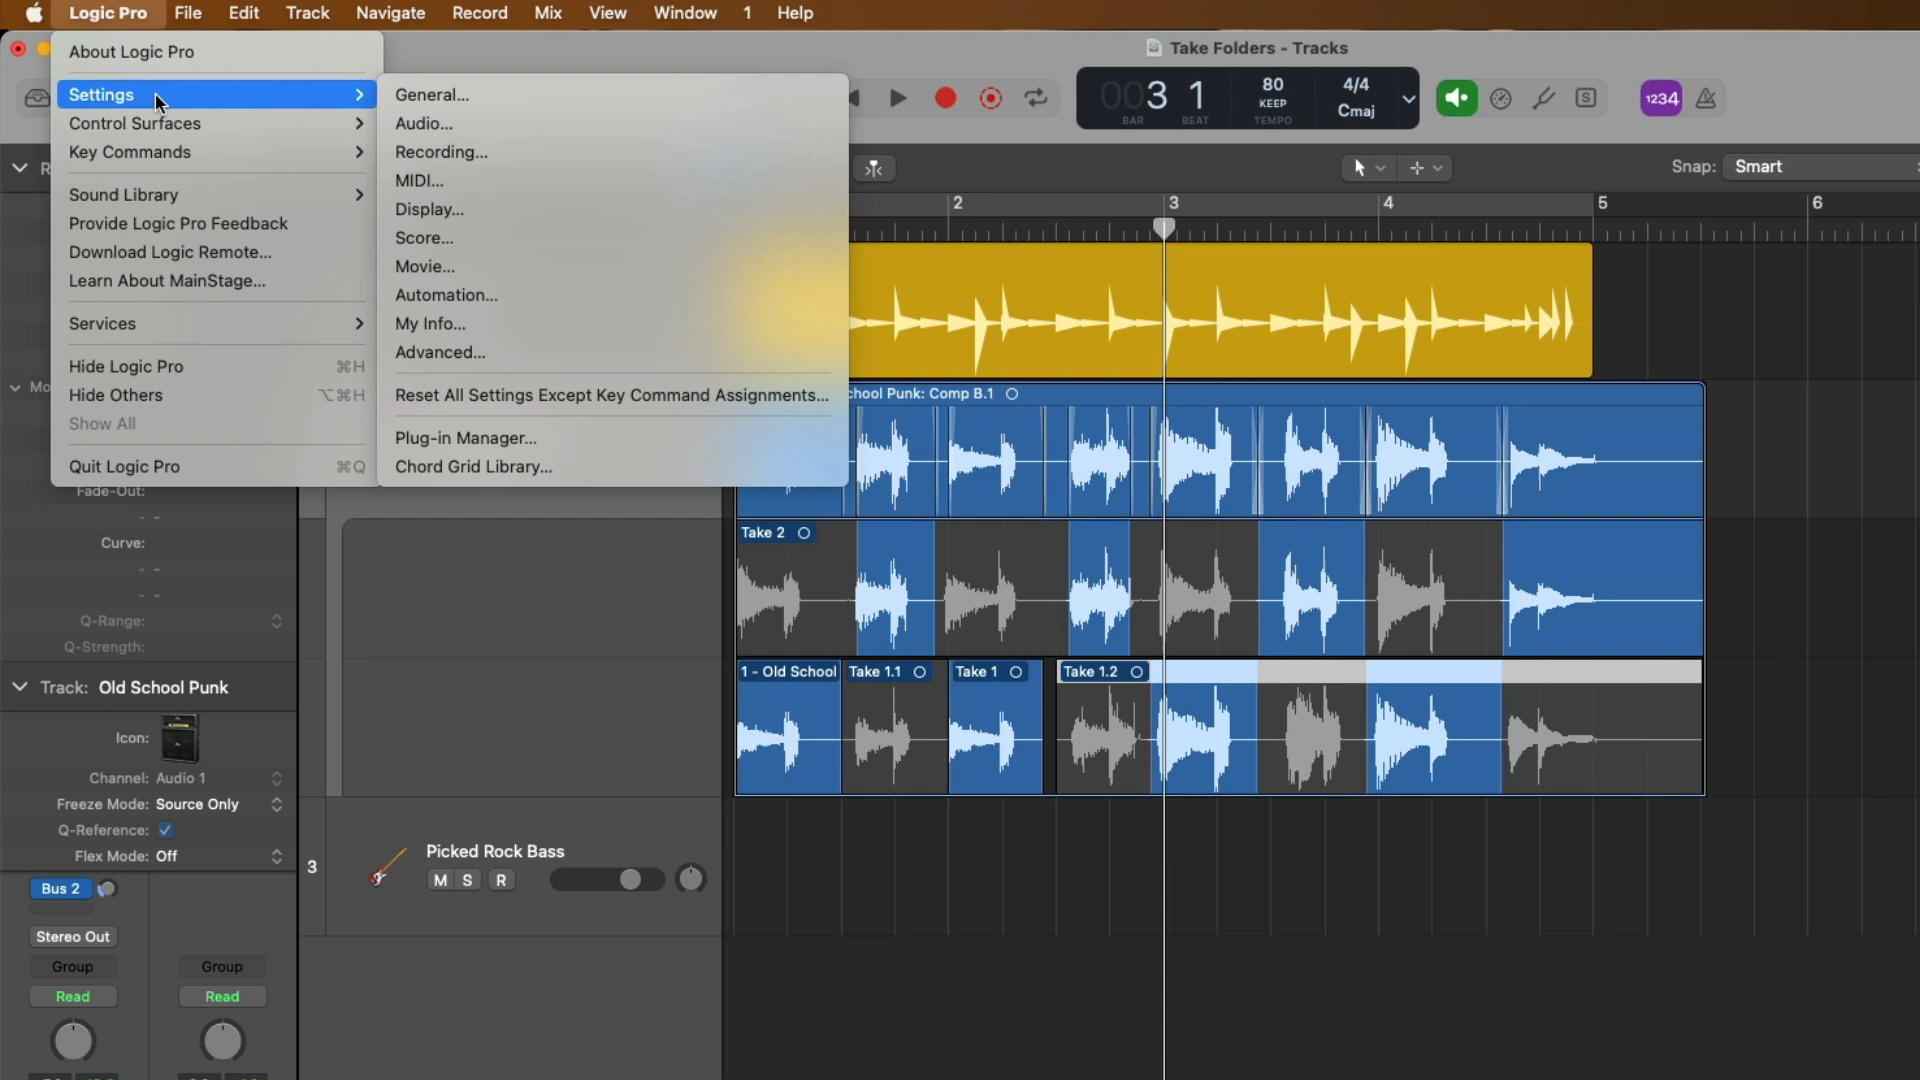 Logic Pro File Edit Track Navigate Record Mix View Window 1 Help
Take Folders - Tracks
About Logic Pro
Settings
Control Surfaces
Key Commands
Sound Library
Provide Logic Pro Feedback
Download Logic Remote...
Learn About MainStage...
Services
Hide Logic Pro ⌘H
Hide Others ⌥⌘H
Show All
Quit Logic Pro ⌘Q
General...
Audio...
Recording...
MIDI...
Display...
Score...
Movie...
Automation...
My Info...
Advanced...
Reset All Settings Except Key Command Assignments...
Plug-in Manager...
Chord Grid Library...
003 1 80 4/4
KEEP Cmaj
BAR BEAT TEMPO
1234
S
R
Snap: Smart
2 3 4 5 6
Mo
chool Punk: Comp B.1
Take 2
1 - Old School Take 1.1 Take 1 Take 1.2
Fade-Out:
- -
Curve:
- -
- -
Q-Range:
Q-Strength:
Track: Old School Punk
Icon:
Channel: Audio 1
Freeze Mode: Source Only
Q-Reference:
Flex Mode: Off
3
Picked Rock Bass
M S R
Bus 2
Stereo Out
Group Group
Read Read